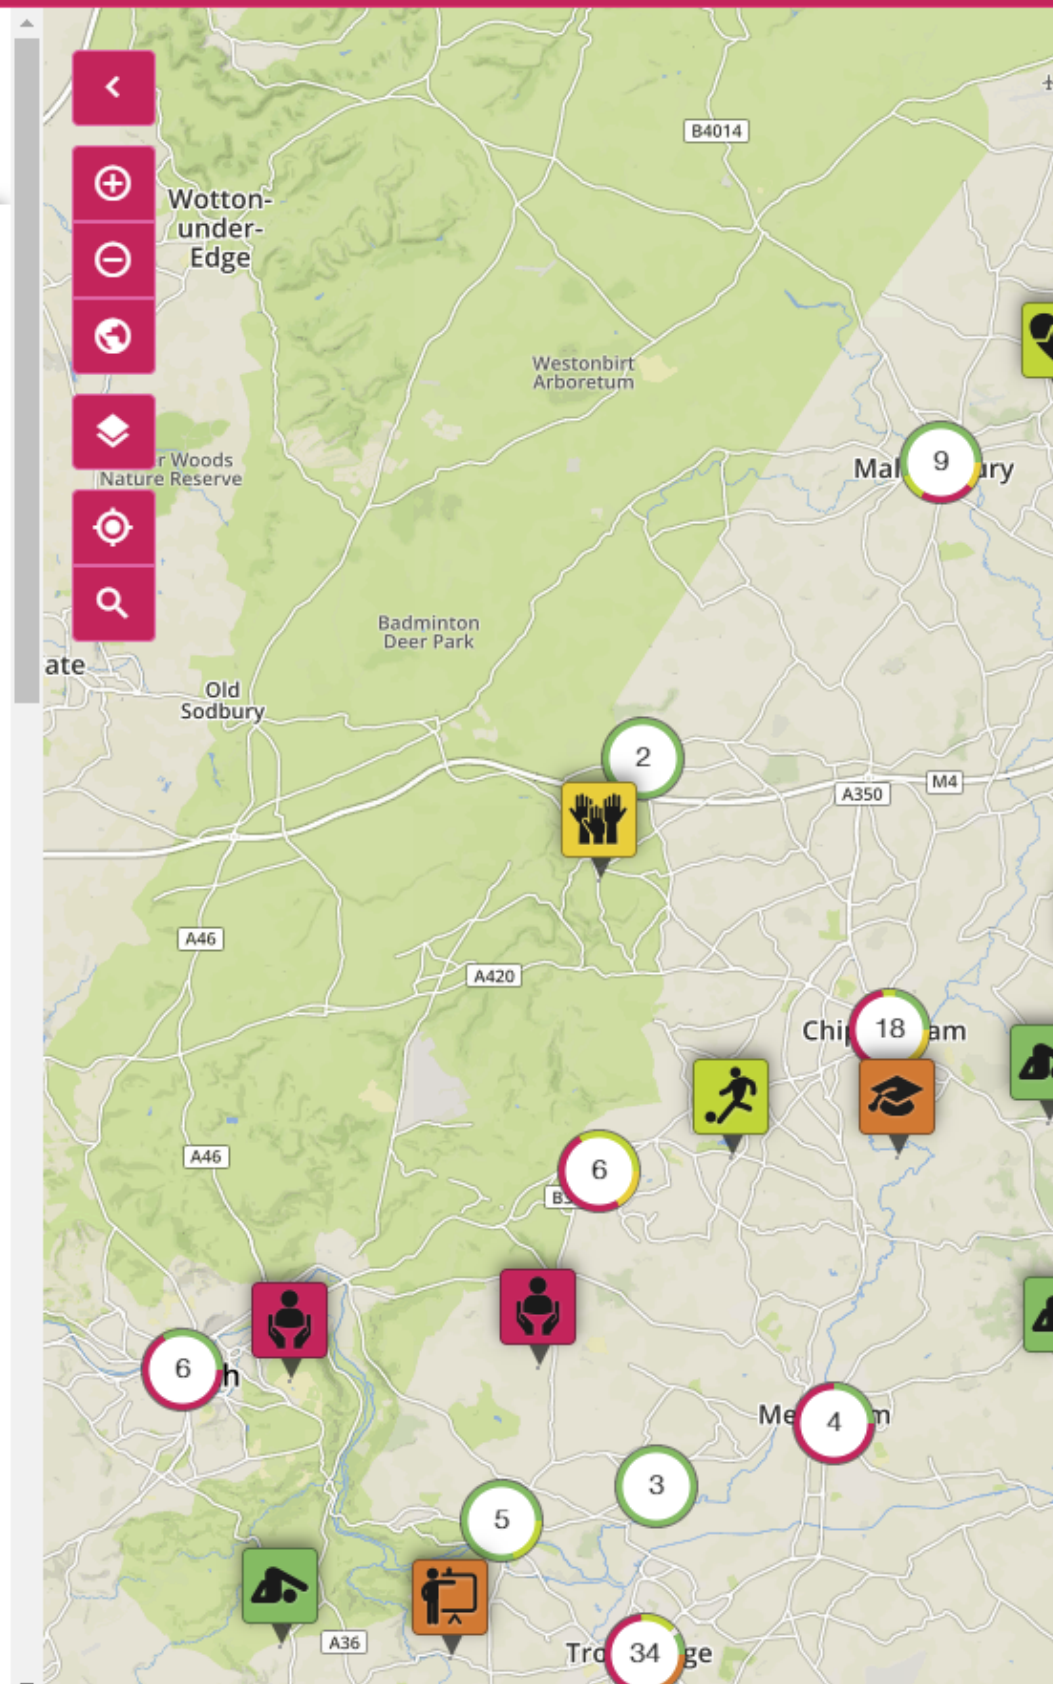 B4014
Wotton-
under-
Edge
Westonbirt
Arboretum
9
Woods
Nature Reserve
Badminton
Deer Park
ate
Old
Sodbury
2
M4
A350
A46
A420
18
A46
6
6
4
3
5
A36
34